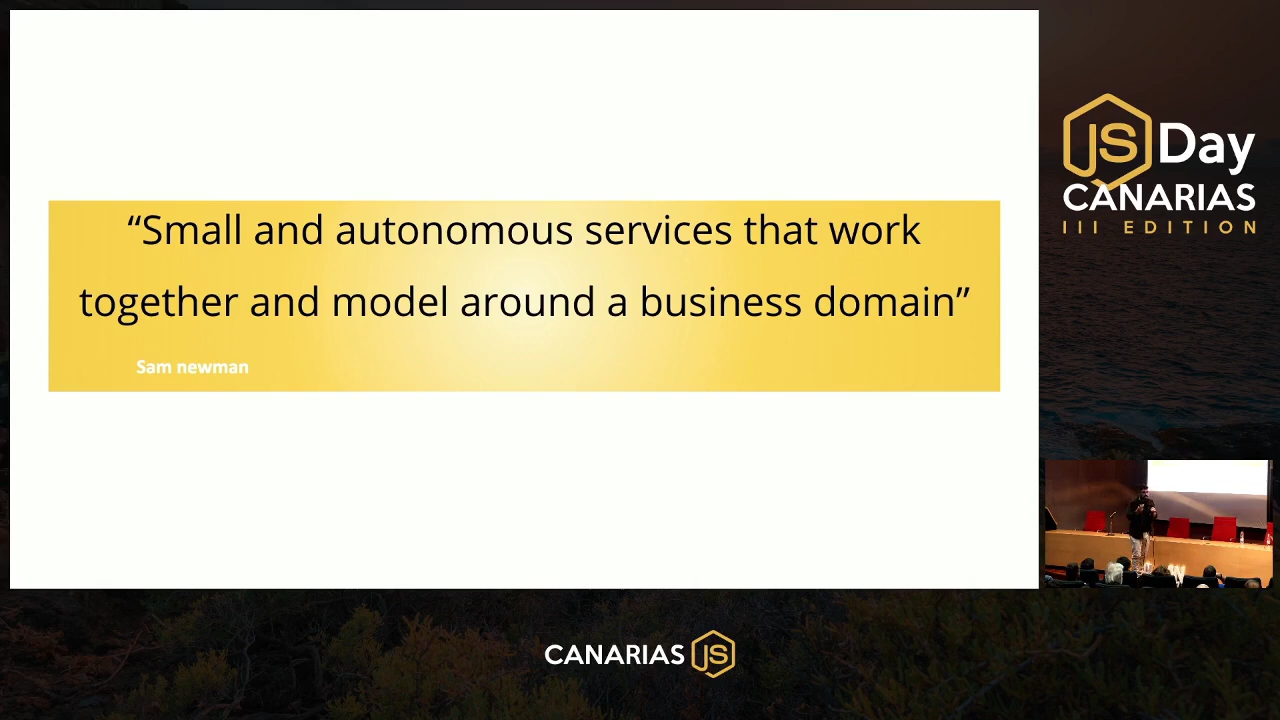 “Small and autonomous services that work
together and model around a business domain”
Sam newman
JS Day
CANARIAS
III EDITION
CANARIAS JS